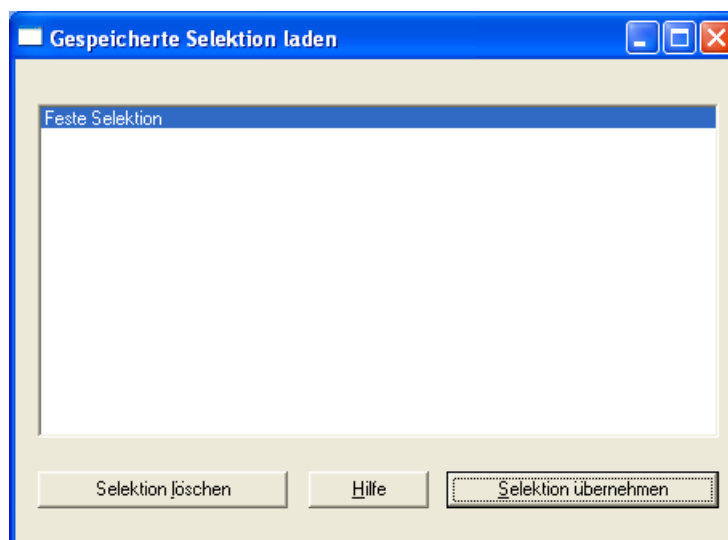 Gespeicherte Selektion laden
Feste Selektion
Selektion löschen
Hilfe
Selektion übernehmen